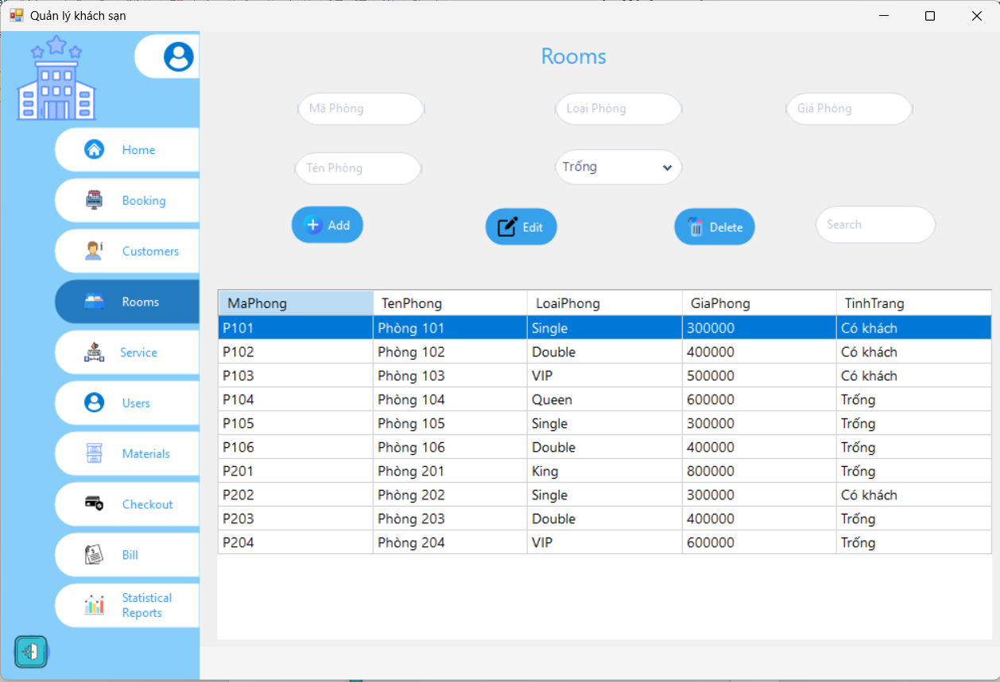 Quản lý khách sạn
Rooms
Mã Phòng
Loại Phòng
Giá Phòng
Tên Phòng
Trống
Add
Edit
Delete
Search
Home
Booking
Customers
Rooms
Service
Users
Materials
Checkout
Bill
Statistical
Reports
MaPhong TenPhong LoaiPhong GiaPhong TinhTrang
P101 Phòng 101 Single 300000 Có khách
P102 Phòng 102 Double 400000 Có khách
P103 Phòng 103 VIP 500000 Có khách
P104 Phòng 104 Queen 600000 Trống
P105 Phòng 105 Single 300000 Trống
P106 Phòng 106 Double 400000 Trống
P201 Phòng 201 King 800000 Trống
P202 Phòng 202 Single 300000 Có khách
P203 Phòng 203 Double 400000 Trống
P204 Phòng 204 VIP 600000 Trống